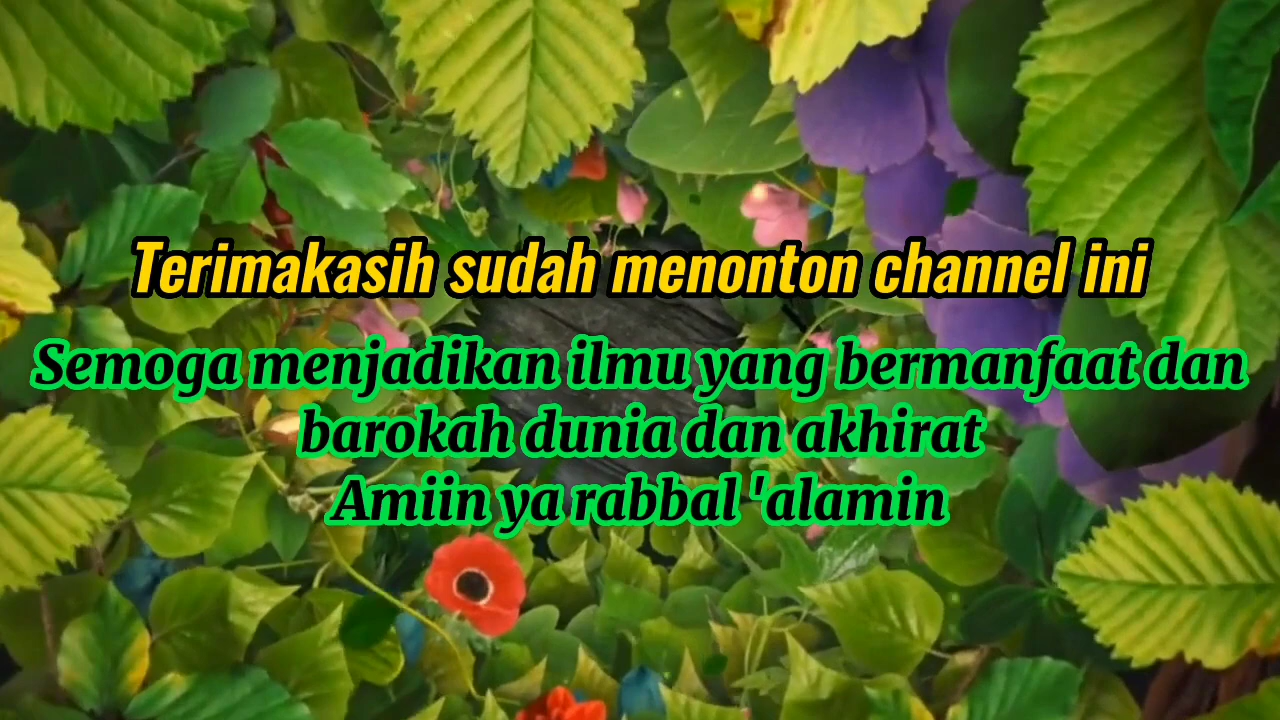 Terimakasih sudah menonton channel ini
Semoga menjadikan ilmu yang bermanfaat dan
barokah dunia dan akhirat
Amiin ya rabbal 'alamin